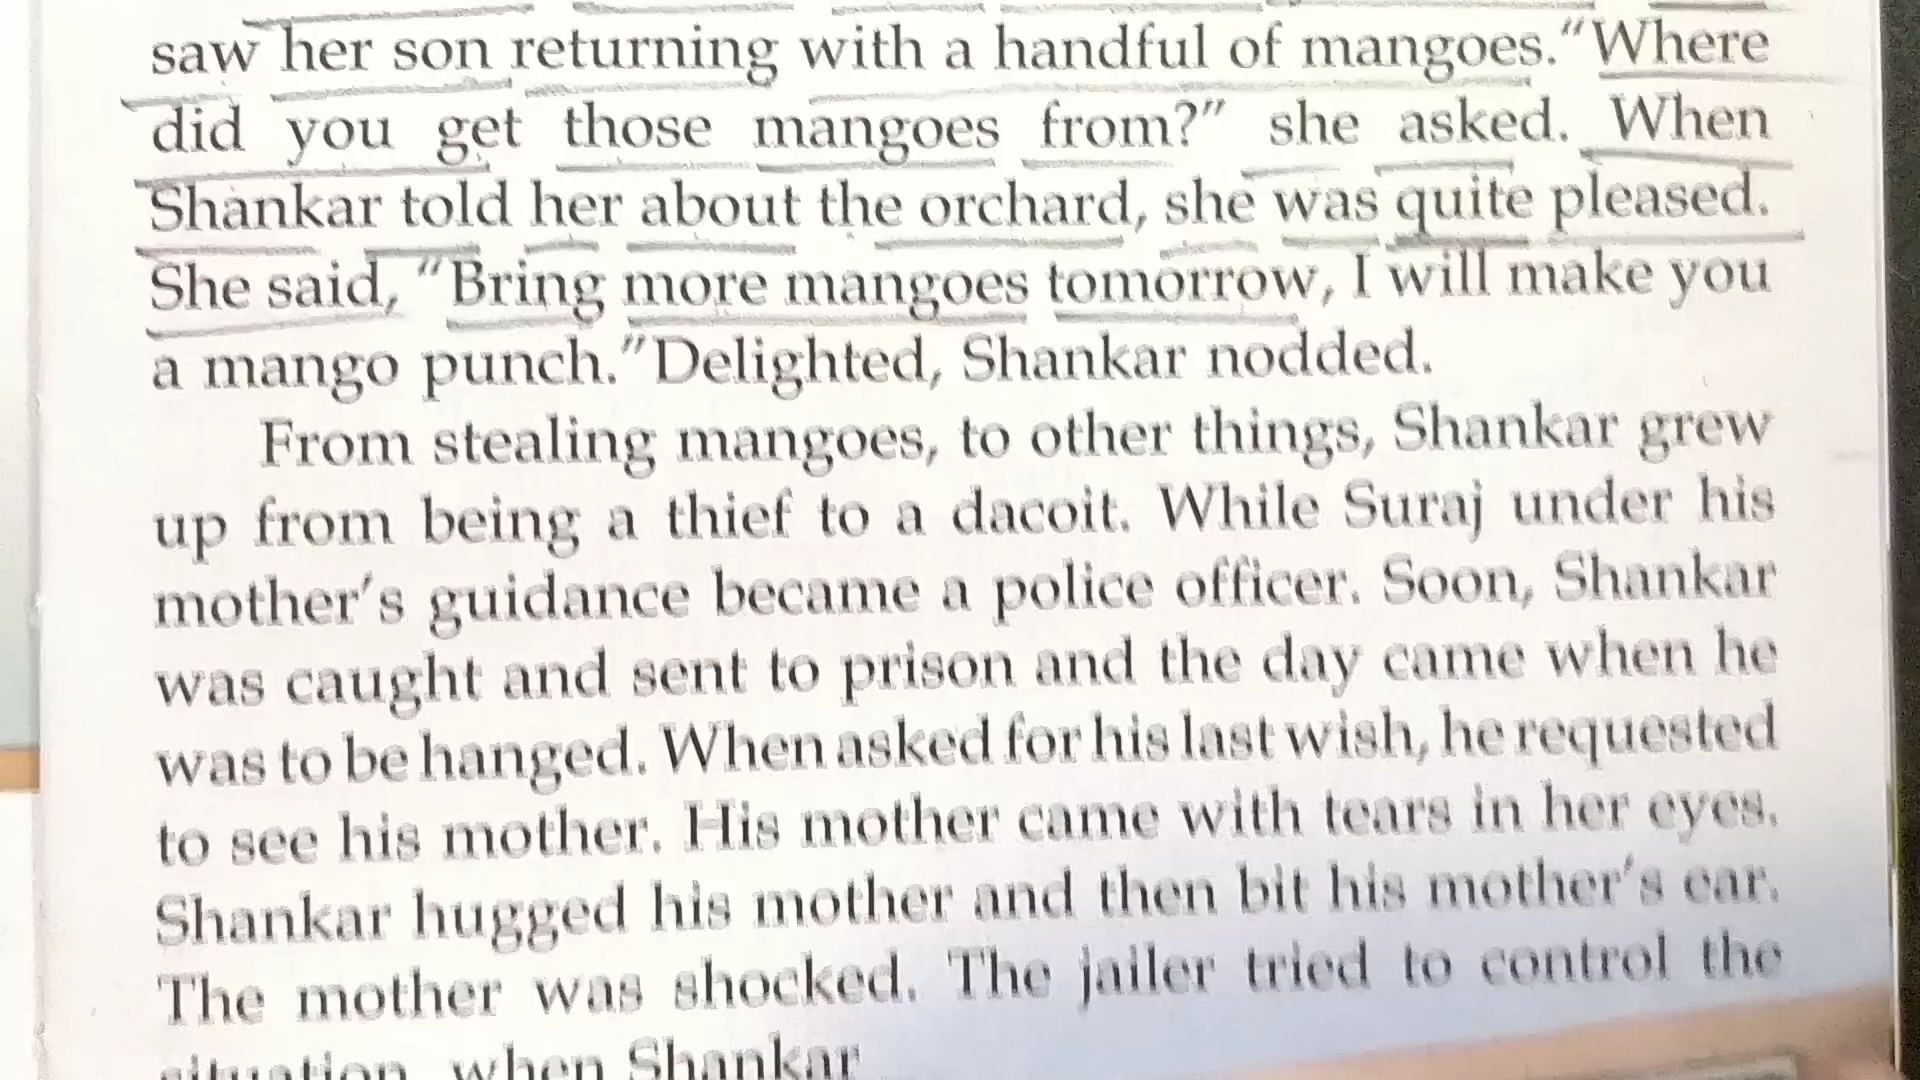 saw her son returning with a handful of mangoes. "Where
did you get those mangoes from?" she asked. When
Shankar told her about the orchard, she was quite pleased.
She said, "Bring more mangoes tomorrow, I will make you
a mango punch." Delighted, Shankar nodded.
From stealing mangoes, to other things, Shankar grew
up from being a thief to a dacoit. While Suraj under his
mother's guidance became a police officer. Soon, Shankar
was caught and sent to prison and the day came when he
was to be hanged. When asked for his last wish, he requested
to see his mother. His mother came with tears in her eyes.
Shankar hugged his mother and then bit his mother's ear.
The mother was shocked. The jailer tried to control the
situation when Shankar